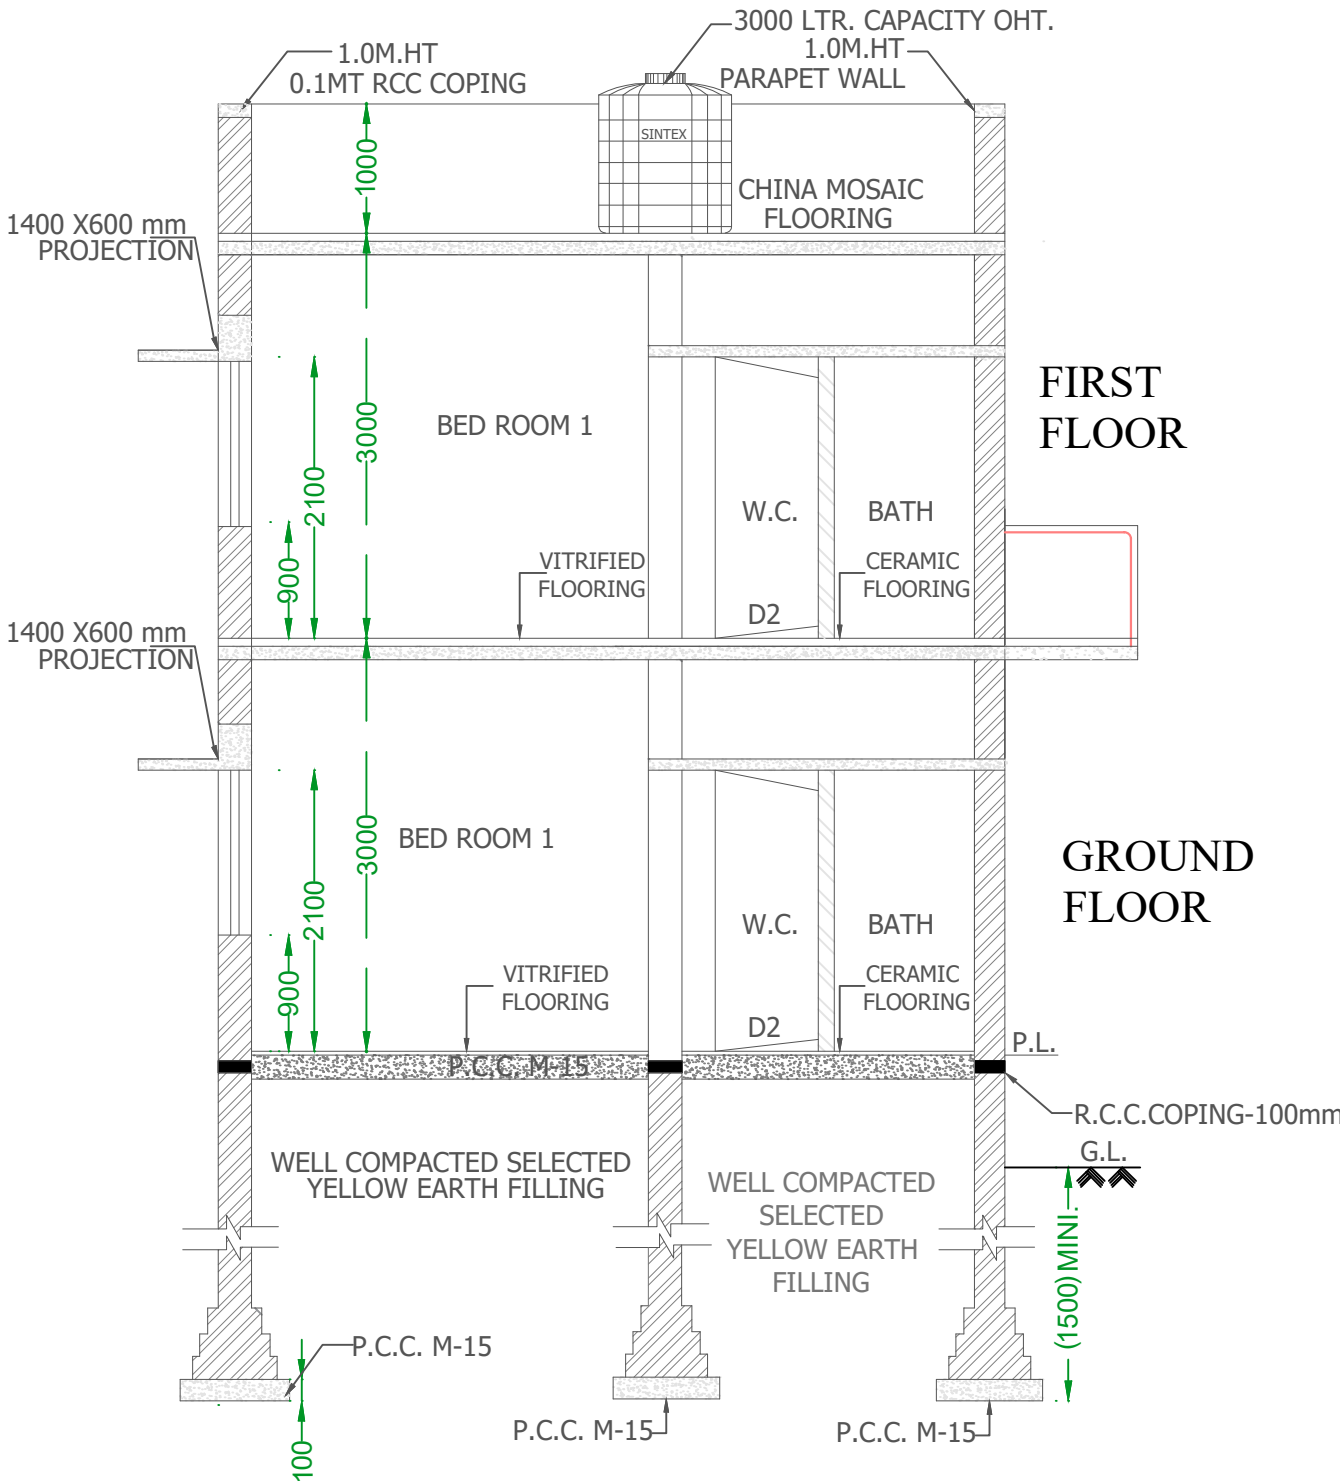 3000 LTR. CAPACITY OHT.
1.0M.HT
0.1MT RCC COPING
1.0M.HT
PARAPET WALL
SINTEX
1000
CHINA MOSAIC
FLOORING
1400 X600 mm
PROJECTION
FIRST
FLOOR
BED ROOM 1
3000
2100
900
W.C.
BATH
VITRIFIED
FLOORING
CERAMIC
FLOORING
D2
1400 X600 mm
PROJECTION
GROUND
FLOOR
BED ROOM 1
3000
2100
900
W.C.
BATH
VITRIFIED
FLOORING
CERAMIC
FLOORING
D2
P.L.
P.C.C. M-15
R.C.C.COPING-100mm
G.L.
WELL COMPACTED SELECTED
YELLOW EARTH FILLING
WELL COMPACTED
SELECTED
YELLOW EARTH
FILLING
(1500) MINI.
P.C.C. M-15
P.C.C. M-15
P.C.C. M-15
100